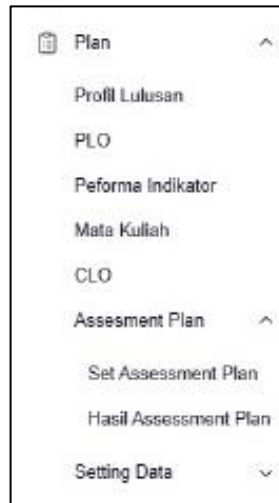 Plan
Profil Lulusan
PLO
Peforma Indikator
Mata Kuliah
CLO
Assesment Plan
Set Assessment Plan
Hasil Assessment Plan
Setting Data